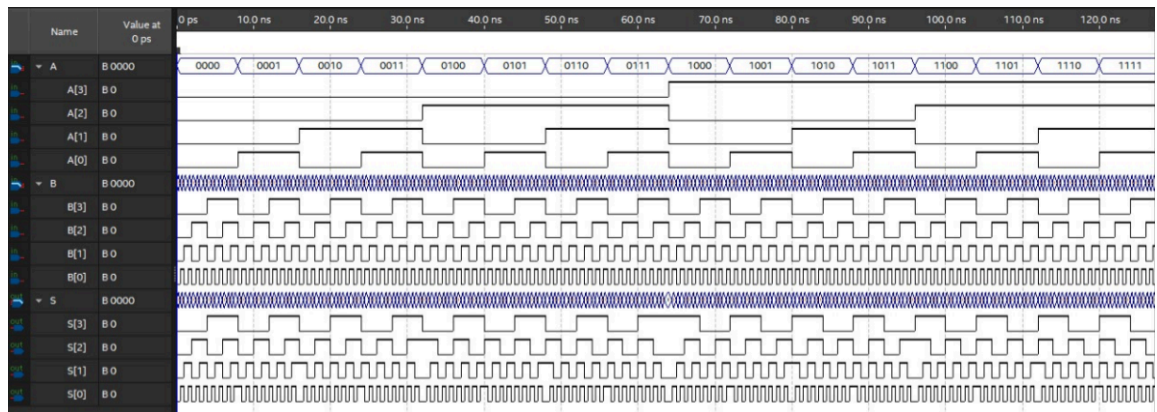 Name Value at 0 ps 0 ps 10.0 ns 20.0 ns 30.0 ns 40.0 ns 50.0 ns 60.0 ns 70.0 ns 80.0 ns 90.0 ns 100.0 ns 110.0 ns 120.0 ns
A B 0000 0000 0001 0010 0011 0100 0101 0110 0111 1000 1001 1010 1011 1100 1101 1110 1111
A[3] B 0
A[2] B 0
A[1] B 0
A[0] B 0
B B 0000
B[3] B 0
B[2] B 0
B[1] B 0
B[0] B 0
S B 0000
S[3] B 0
S[2] B 0
S[1] B 0
S[0] B 0